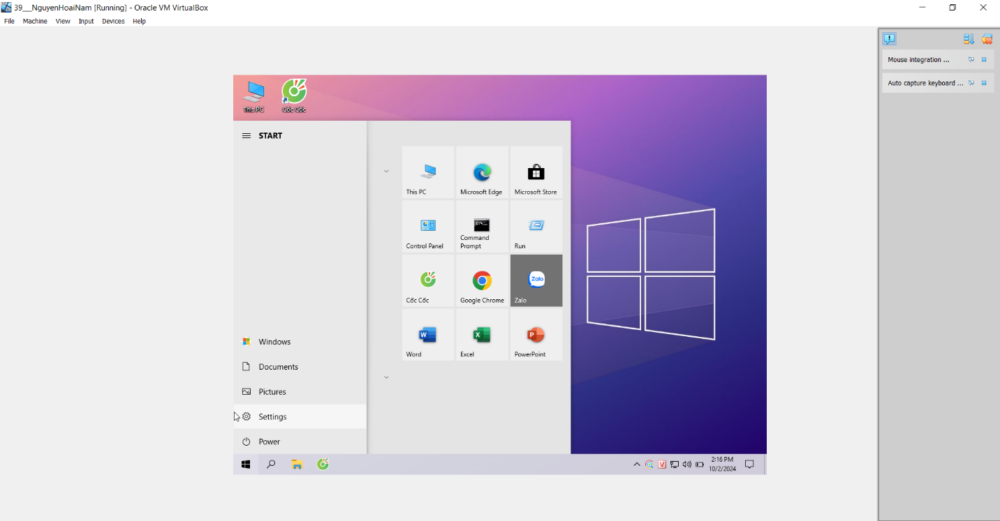 39__NguyenHoaiNam [Running] - Oracle VM VirtualBox
File Machine View Input Devices Help
Mouse integration ...
Auto capture keyboard ...
This PC
Cốc Cốc
START
This PC
Microsoft Edge
Microsoft Store
Control Panel
Command Prompt
Run
Cốc Cốc
Google Chrome
Zalo
Zalo
Word
Excel
PowerPoint
Windows
Documents
Pictures
Settings
Power
2:16 PM
10/2/2024